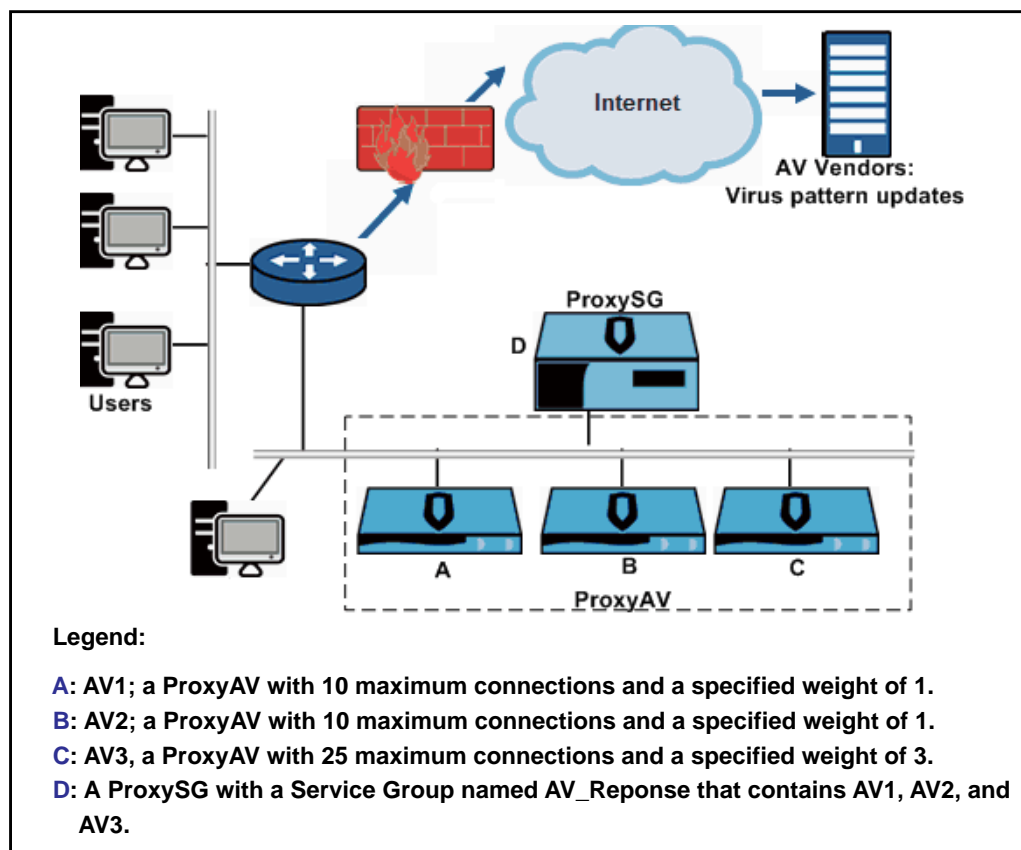 Internet
AV Vendors:
Virus pattern updates
ProxySG
D
Users
A
B
C
ProxyAV
Legend:
A: AV1; a ProxyAV with 10 maximum connections and a specified weight of 1.
B: AV2; a ProxyAV with 10 maximum connections and a specified weight of 1.
C: AV3, a ProxyAV with 25 maximum connections and a specified weight of 3.
D: A ProxySG with a Service Group named AV_Reponse that contains AV1, AV2, and
AV3.